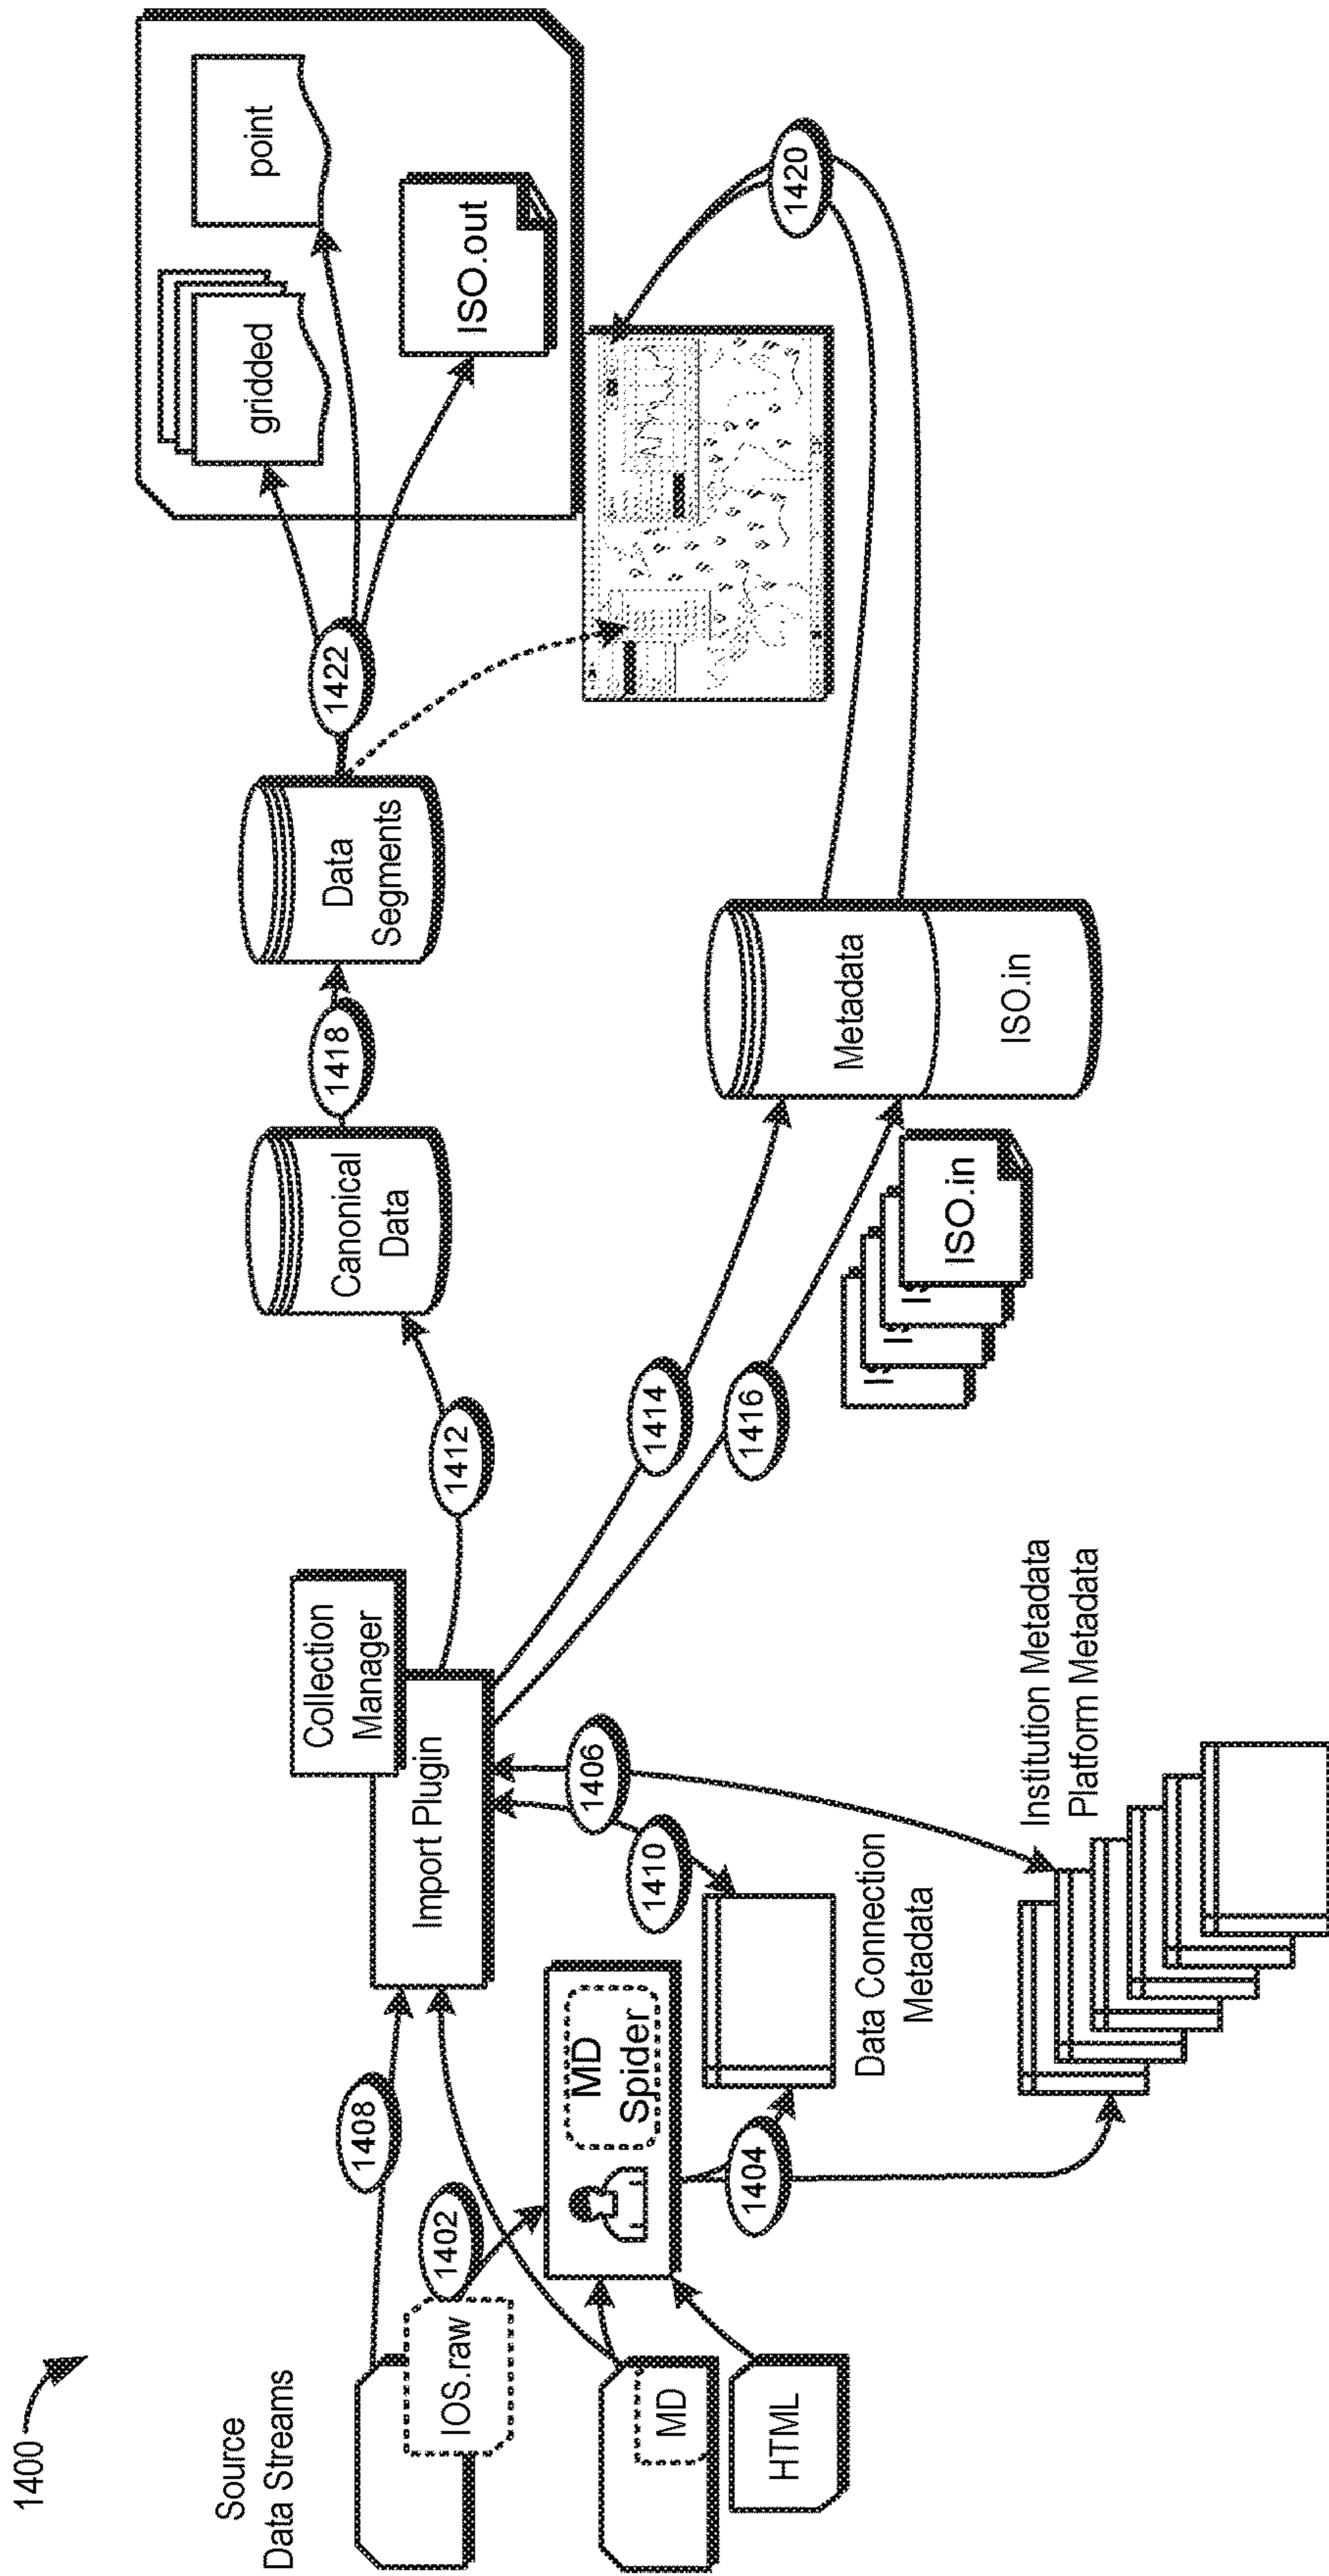 1400
Source
Data Streams
IOS.raw
MD
HTML
1408
1402
MD
Spider
1404
Collection
Manager
Import Plugin
1410
1406
Data Connection
Metadata
Institution Metadata
Platform Metadata
1412
1414
1416
Canonical
Data
1418
Data
Segments
ISO.in
Metadata
ISO.in
1422
gridded
point
ISO.out
1420